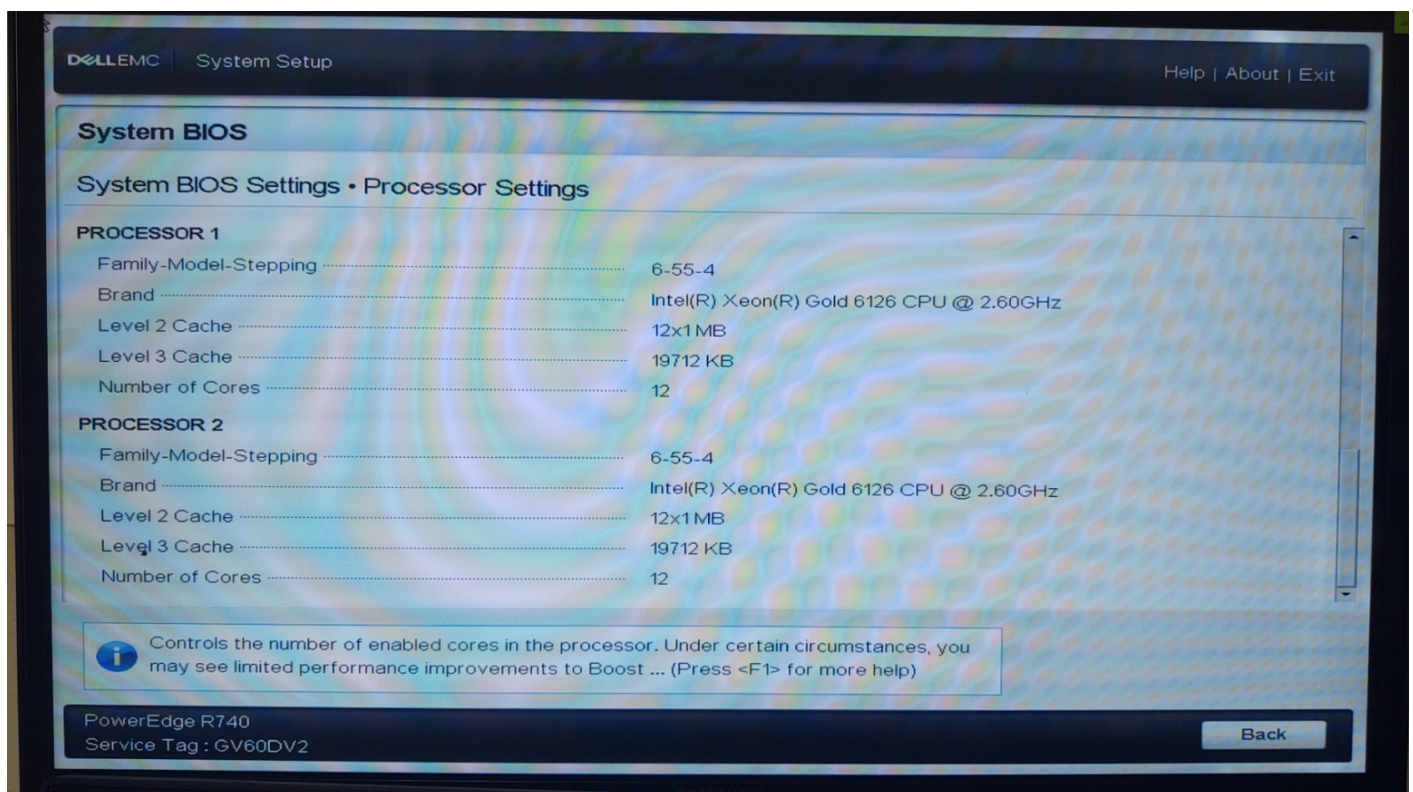 DELLEMC System Setup
Help | About | Exit
System BIOS
System BIOS Settings • Processor Settings
PROCESSOR 1
Family-Model-Stepping 6-55-4
Brand Intel(R) Xeon(R) Gold 6126 CPU @ 2.60GHz
Level 2 Cache 12x1 MB
Level 3 Cache 19712 KB
Number of Cores 12
PROCESSOR 2
Family-Model-Stepping 6-55-4
Brand Intel(R) Xeon(R) Gold 6126 CPU @ 2.60GHz
Level 2 Cache 12x1 MB
Level 3 Cache 19712 KB
Number of Cores 12
Controls the number of enabled cores in the processor. Under certain circumstances, you
may see limited performance improvements to Boost ... (Press <F1> for more help)
PowerEdge R740
Service Tag : GV60DV2
Back